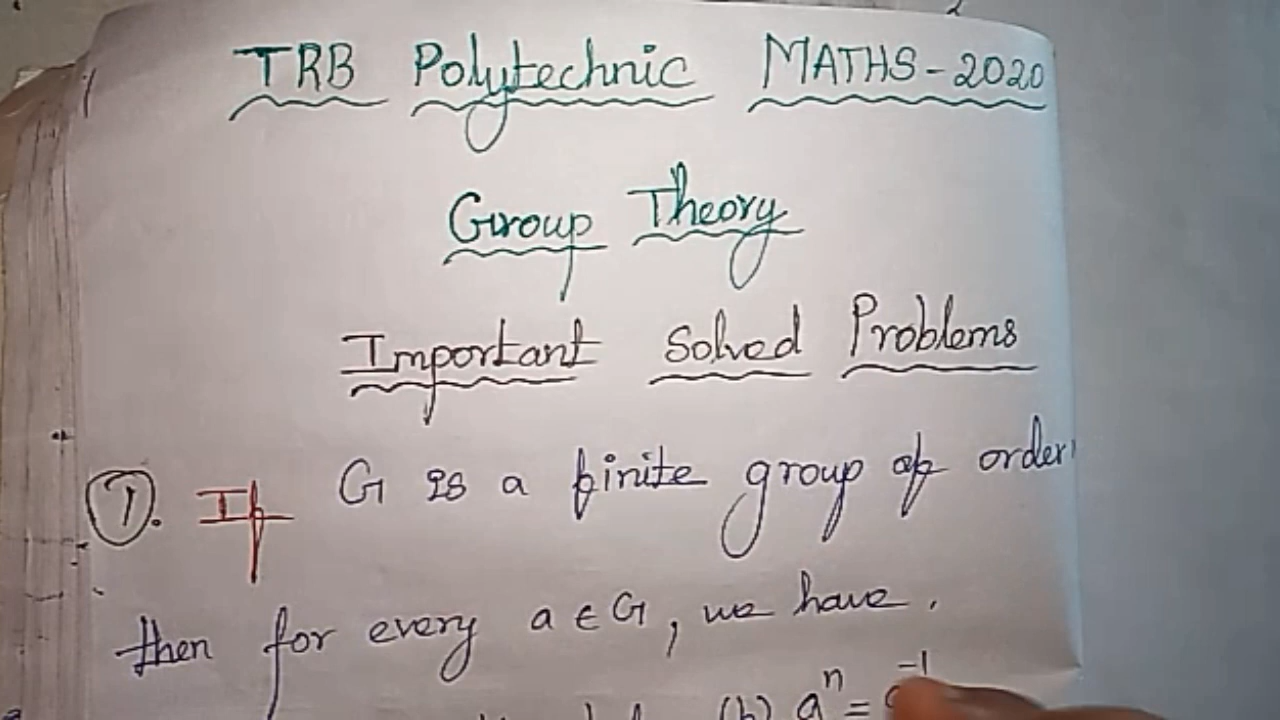 TRB Polytechnic MATHS - 2020
Group Theory
Important Solved Problems
1. If G is a finite group of order
then for every a ∈ G, we have.
(b) aⁿ = ⁻¹